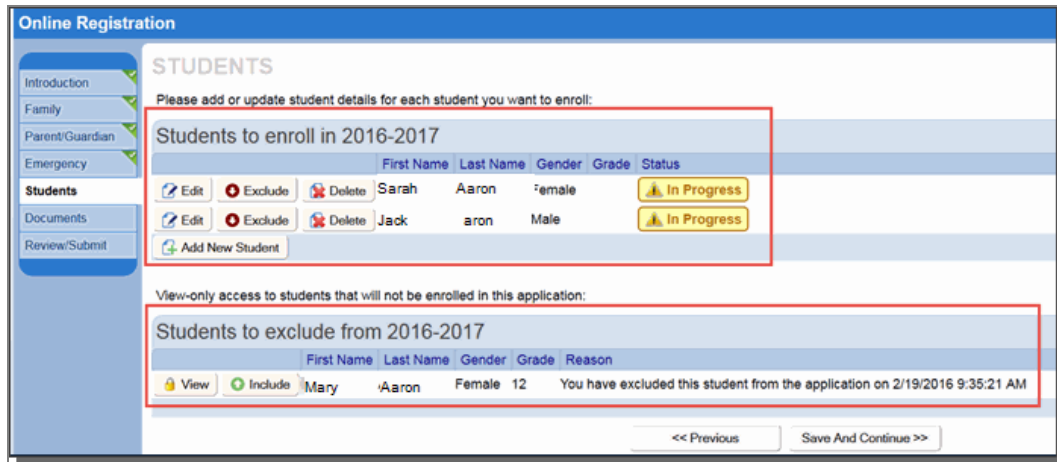 Online Registration
Introduction
Family
Parent/Guardian
Emergency
Students
Documents
Review/Submit
STUDENTS
Please add or update student details for each student you want to enroll:
Students to enroll in 2016-2017
First Name Last Name Gender Grade Status
Edit Exclude Delete Sarah Aaron Female In Progress
Edit Exclude Delete Jack aron Male In Progress
Add New Student
View-only access to students that will not be enrolled in this application:
Students to exclude from 2016-2017
First Name Last Name Gender Grade Reason
View Include Mary Aaron Female 12 You have excluded this student from the application on 2/19/2016 9:35:21 AM
<< Previous Save And Continue >>